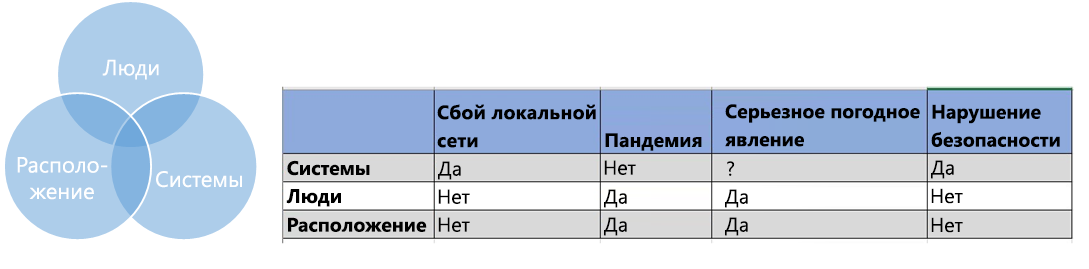 Люди
Располо-
жение
Системы
Сбой локальной
сети
Пандемия
Серьезное погодное
явление
Нарушение
безопасности
Системы Да Нет ? Да
Люди Нет Да Да Нет
Расположение Нет Да Да Нет